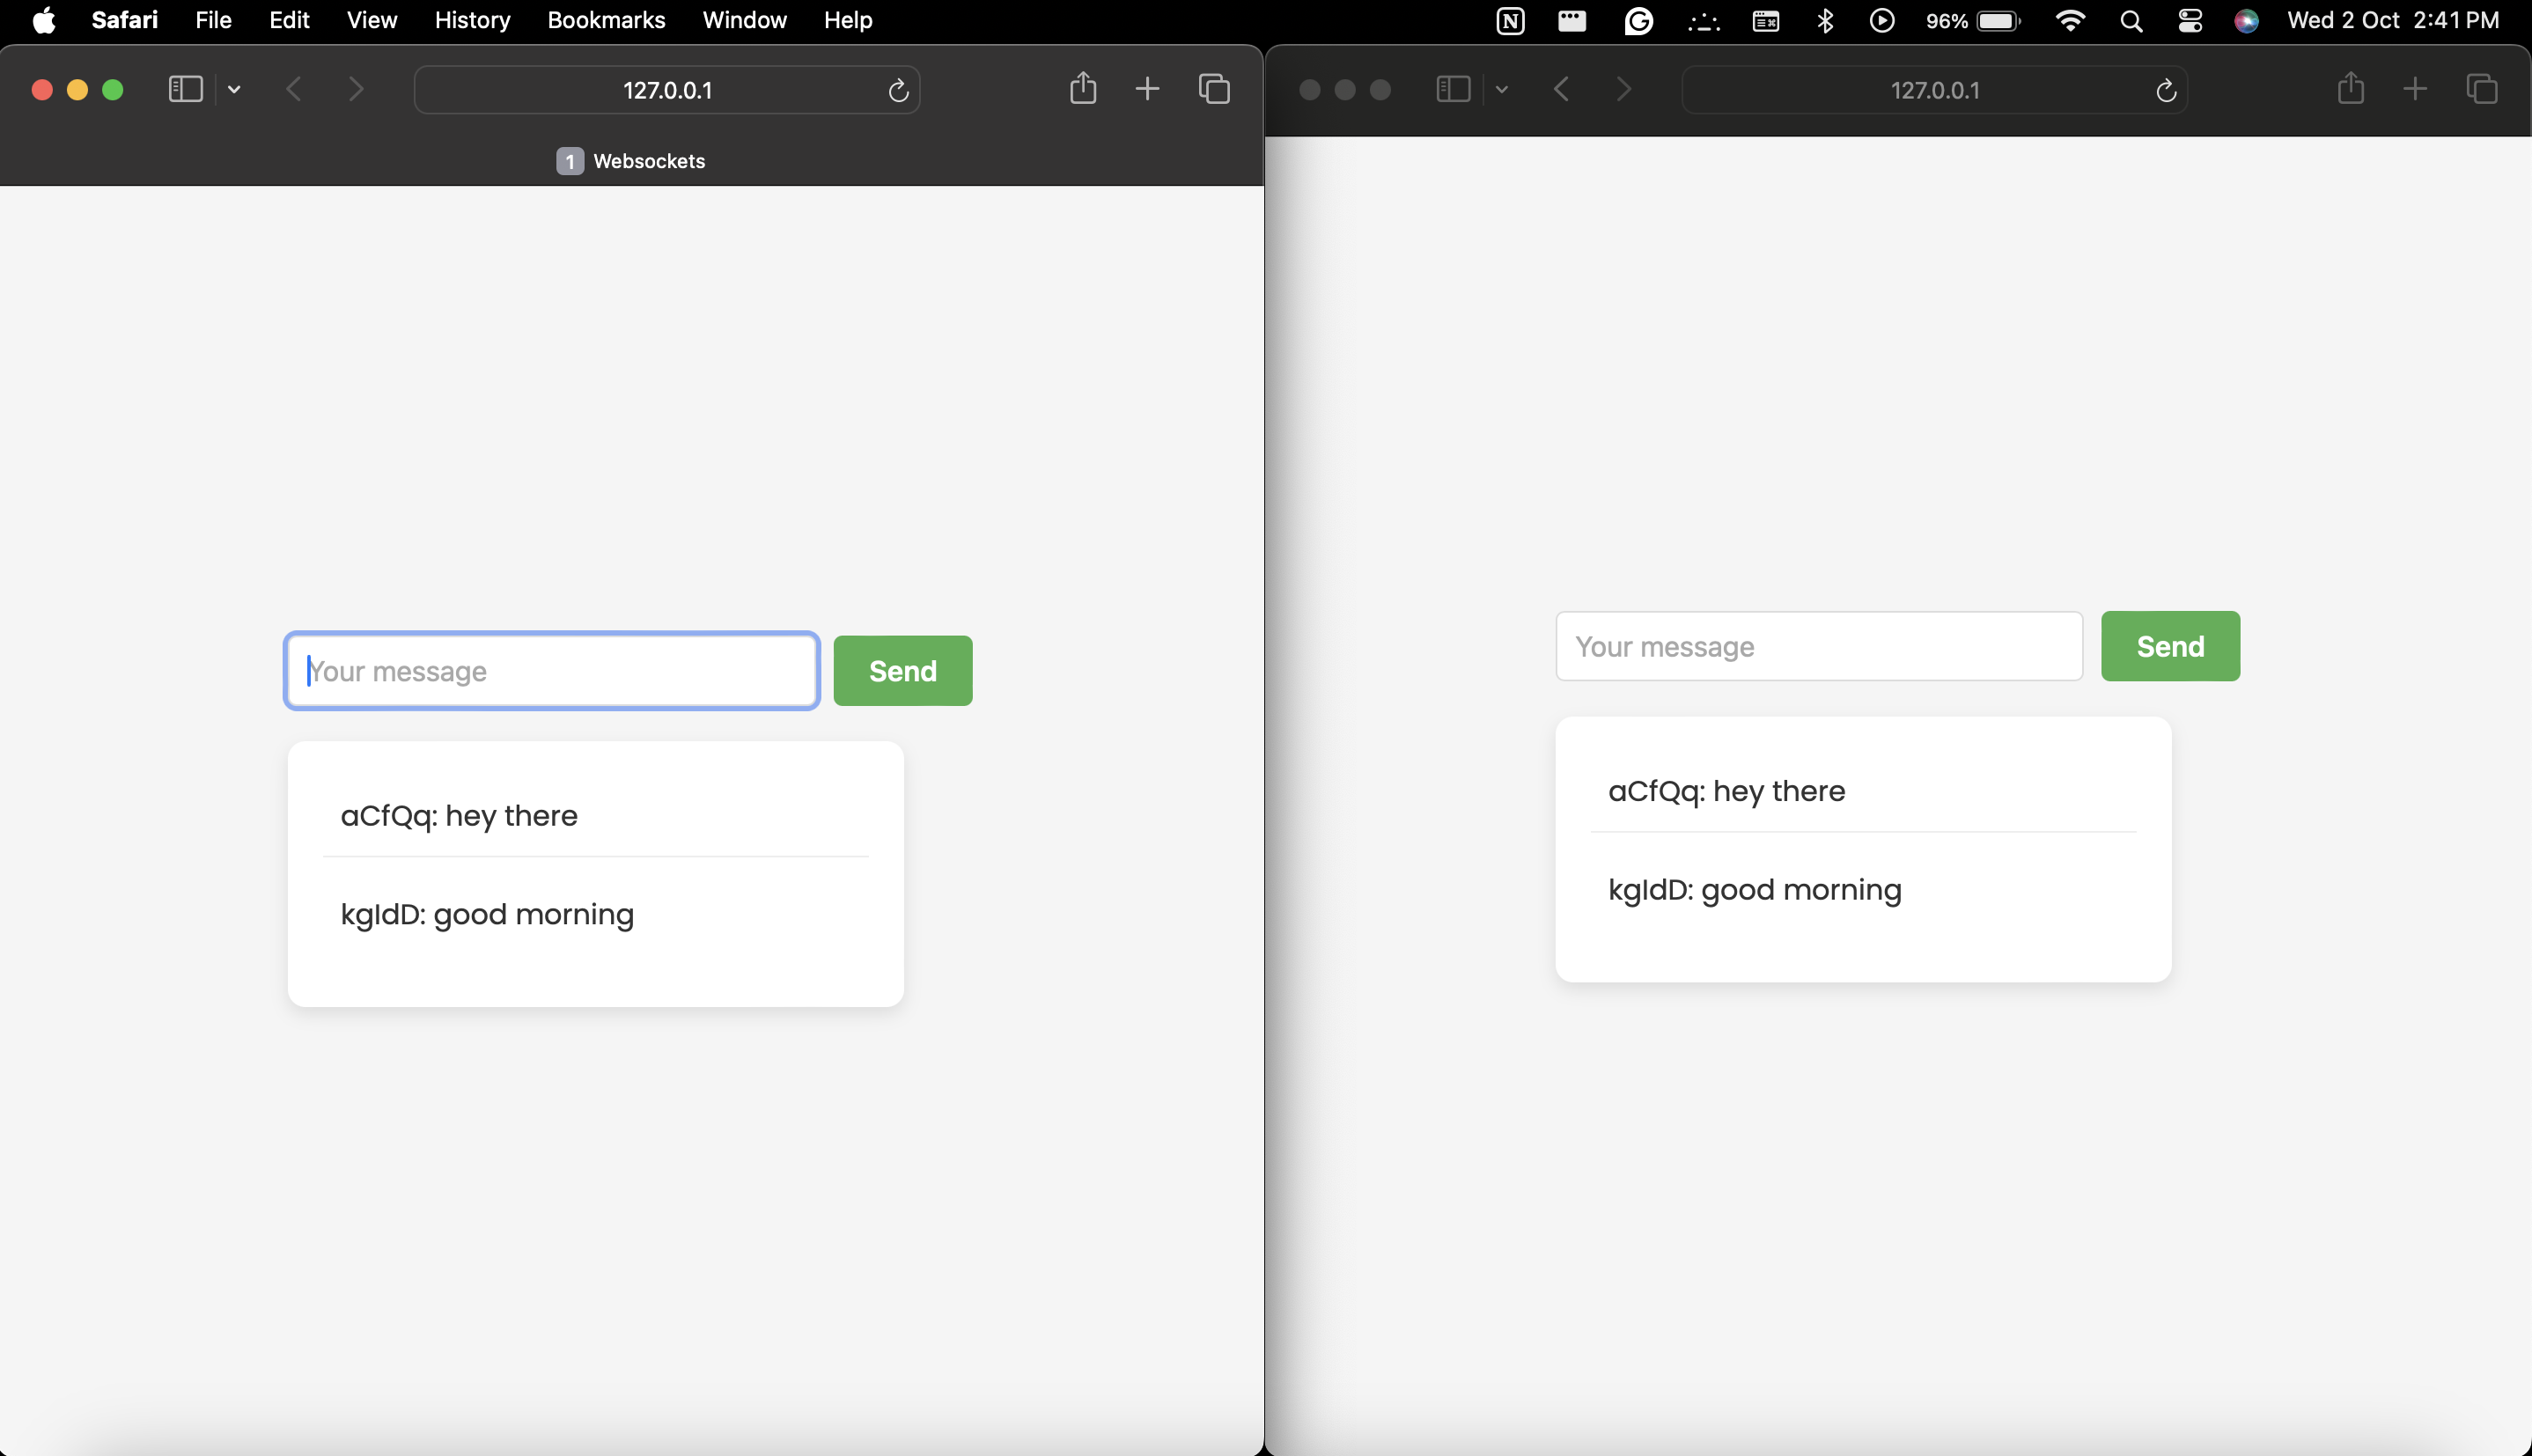 Safari File Edit View History Bookmarks Window Help 96% Wed 2 Oct 2:41 PM
127.0.0.1
1 Websockets
Your message Send
aCfQq: hey there
kgIdD: good morning
127.0.0.1
Your message Send
aCfQq: hey there
kgIdD: good morning